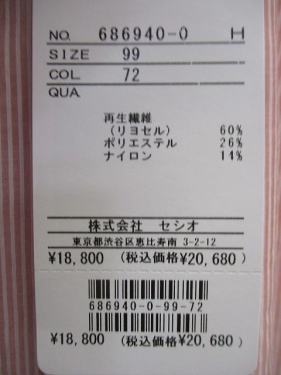 NO. 686940-0 H
SIZE 99
COL. 72
QUA
再生繊維
(リヨセル) 60%
ポリエステル 26%
ナイロン 14%
株式会社 セシオ
東京都渋谷区恵比寿南 3-2-12
¥18,800 (税込価格¥20,680)
686940-0-99-72
¥18,800 (税込価格¥20,680)